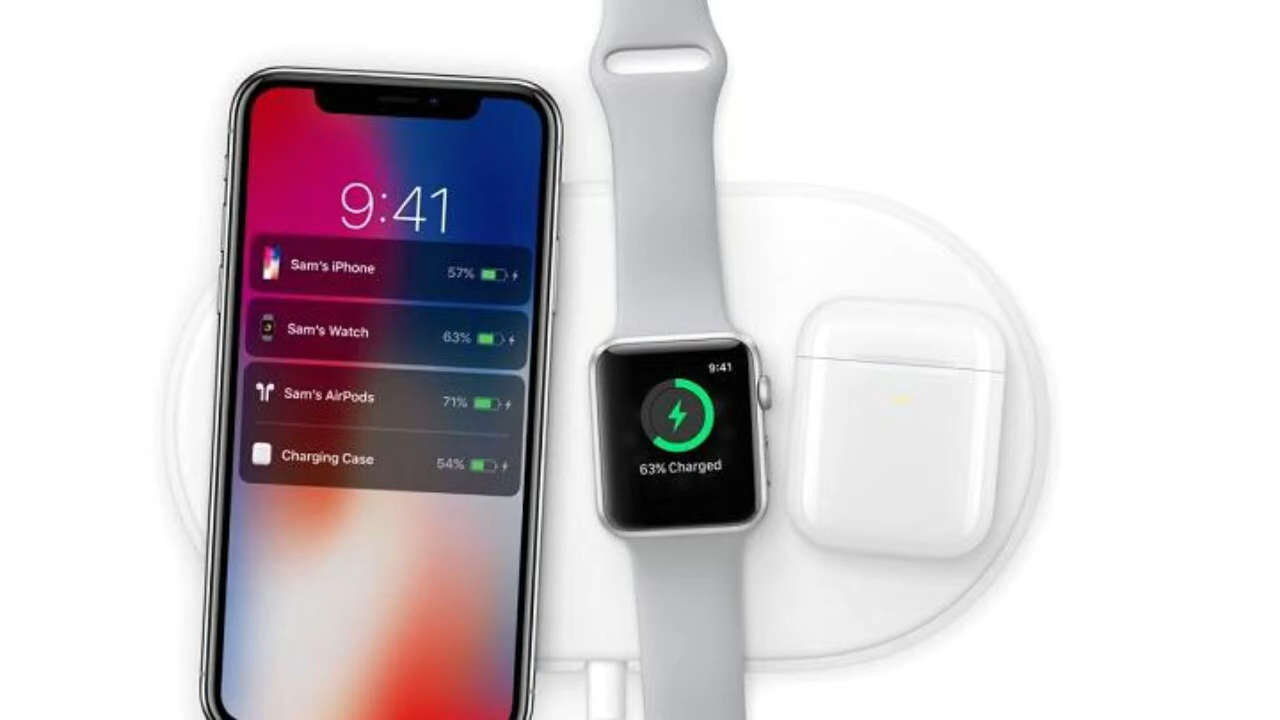 9:41
Sam's iPhone 57%
Sam's Watch 63%
Sam's AirPods 71%
Charging Case 54%
9:41
63% Charged